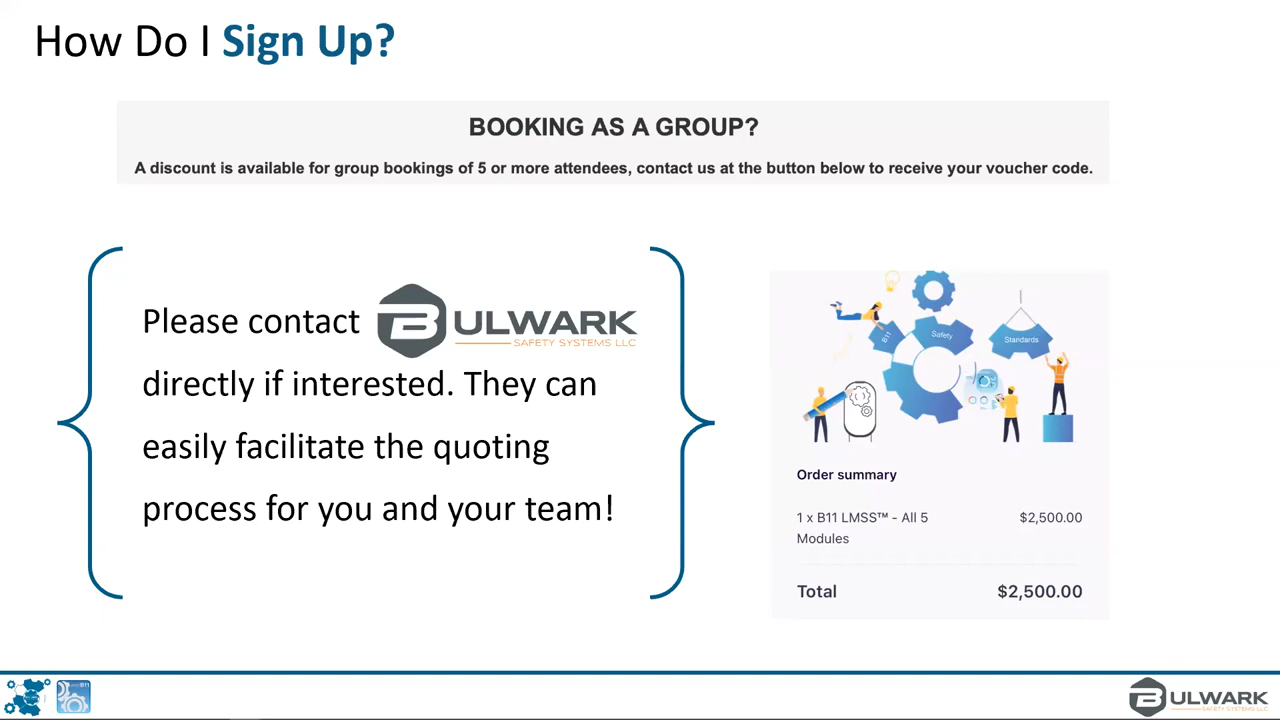 How Do I Sign Up?
BOOKING AS A GROUP?
A discount is available for group bookings of 5 or more attendees, contact us at the button below to receive your voucher code.
Please contact BULWARK
SAFETY SYSTEMS LLC
directly if interested. They can
easily facilitate the quoting
process for you and your team!
B11
Safety
Standards
Order summary
1 x B11 LMSS™ - All 5 $2,500.00
Modules
Total $2,500.00
BULWARK
SAFETY SYSTEMS LLC